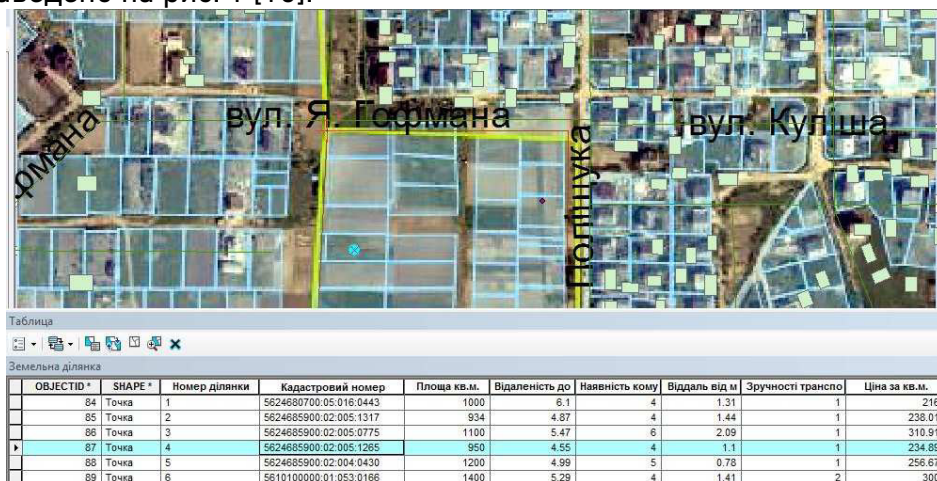 аведено на рис. 7 [10].
вул. Я. Гофмана
вул. Куліша
фмана
Поліщука
Таблица
Земельна ділянка
OBJECTID * SHAPE * Номер ділянки Кадастровий номер Площа кв.м. Відаленість до Наявність кому Віддаль від м Зручності транспо Ціна за кв.м.
84 Точка 1 5624680700:05:016:0443 1000 6.1 4 1.31 1 216
85 Точка 2 5624685900:02:005:1317 934 4.87 4 1.44 1 238.01
86 Точка 3 5624685900:02:005:0775 1100 5.47 6 2.09 1 310.91
87 Точка 4 5624685900:02:005:1265 950 4.55 4 1.1 1 234.89
88 Точка 5 5624685900:02:004:0430 1200 4.99 5 0.78 1 256.67
89 Точка 6 5610100000:01:053:0166 1400 5.29 4 1.41 2 300